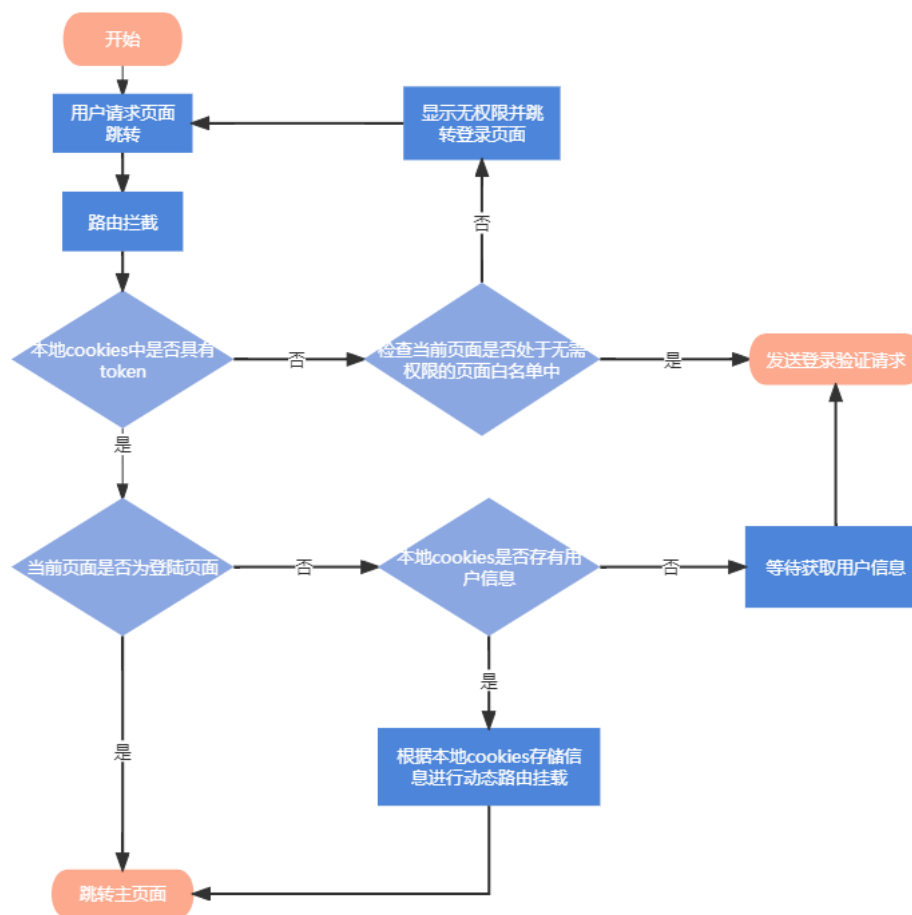 开始
用户请求页面
跳转
显示无权限并跳
转登录页面
路由拦截
否
本地cookies中是否具有
token
否
检查当前页面是否处于无需
权限的页面白名单中
是
发送登录验证请求
是
当前页面是否为登陆页面
否
本地cookies是否存有用
户信息
否
等待获取用户信息
是
是
根据本地cookies存储信
息进行动态路由挂载
跳转主页面